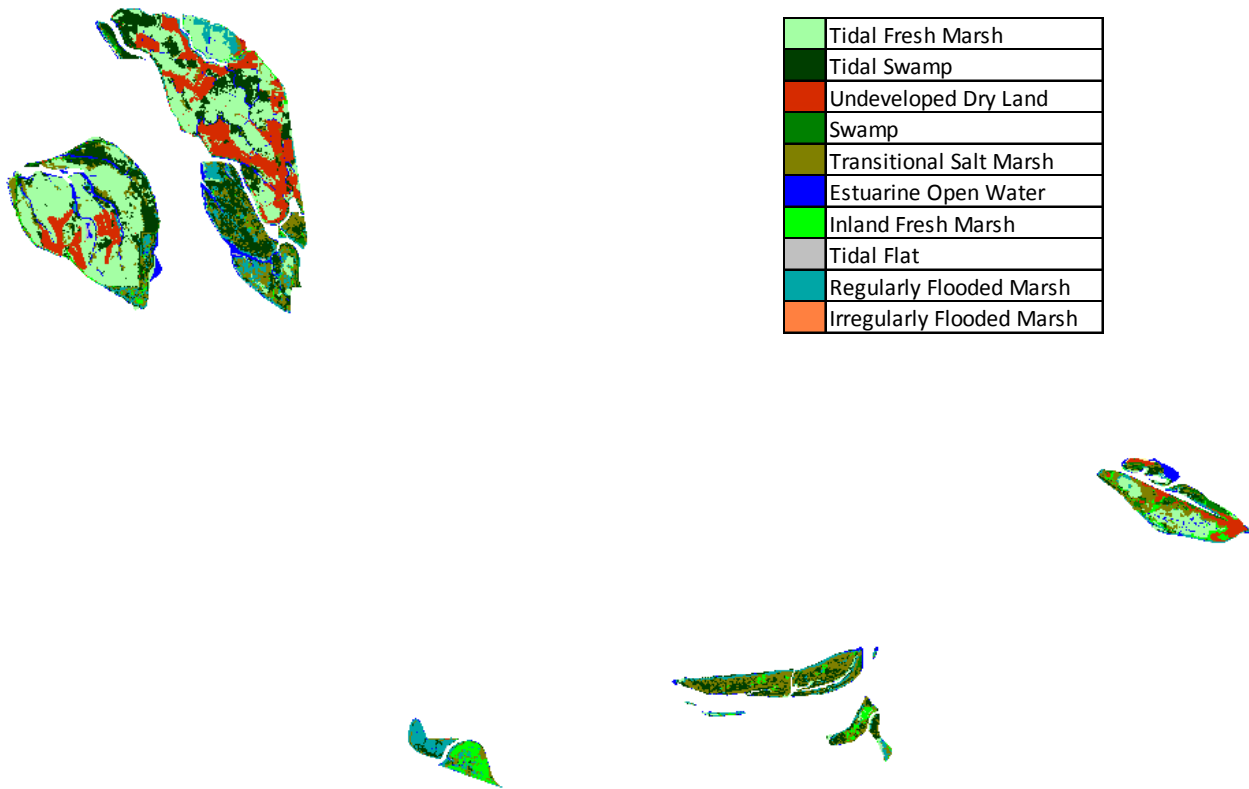 Tidal Fresh Marsh
Tidal Swamp
Undeveloped Dry Land
Swamp
Transitional Salt Marsh
Estuarine Open Water
Inland Fresh Marsh
Tidal Flat
Regularly Flooded Marsh
Irregularly Flooded Marsh